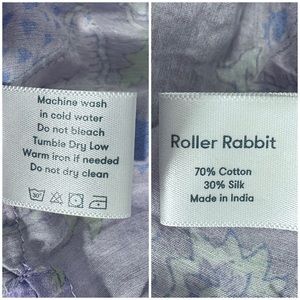 Machine wash
in cold water
Do not bleach
Tumble Dry Low
Warm iron if needed
Do not dry clean
30°
Roller Rabbit
70% Cotton
30% Silk
Made in India